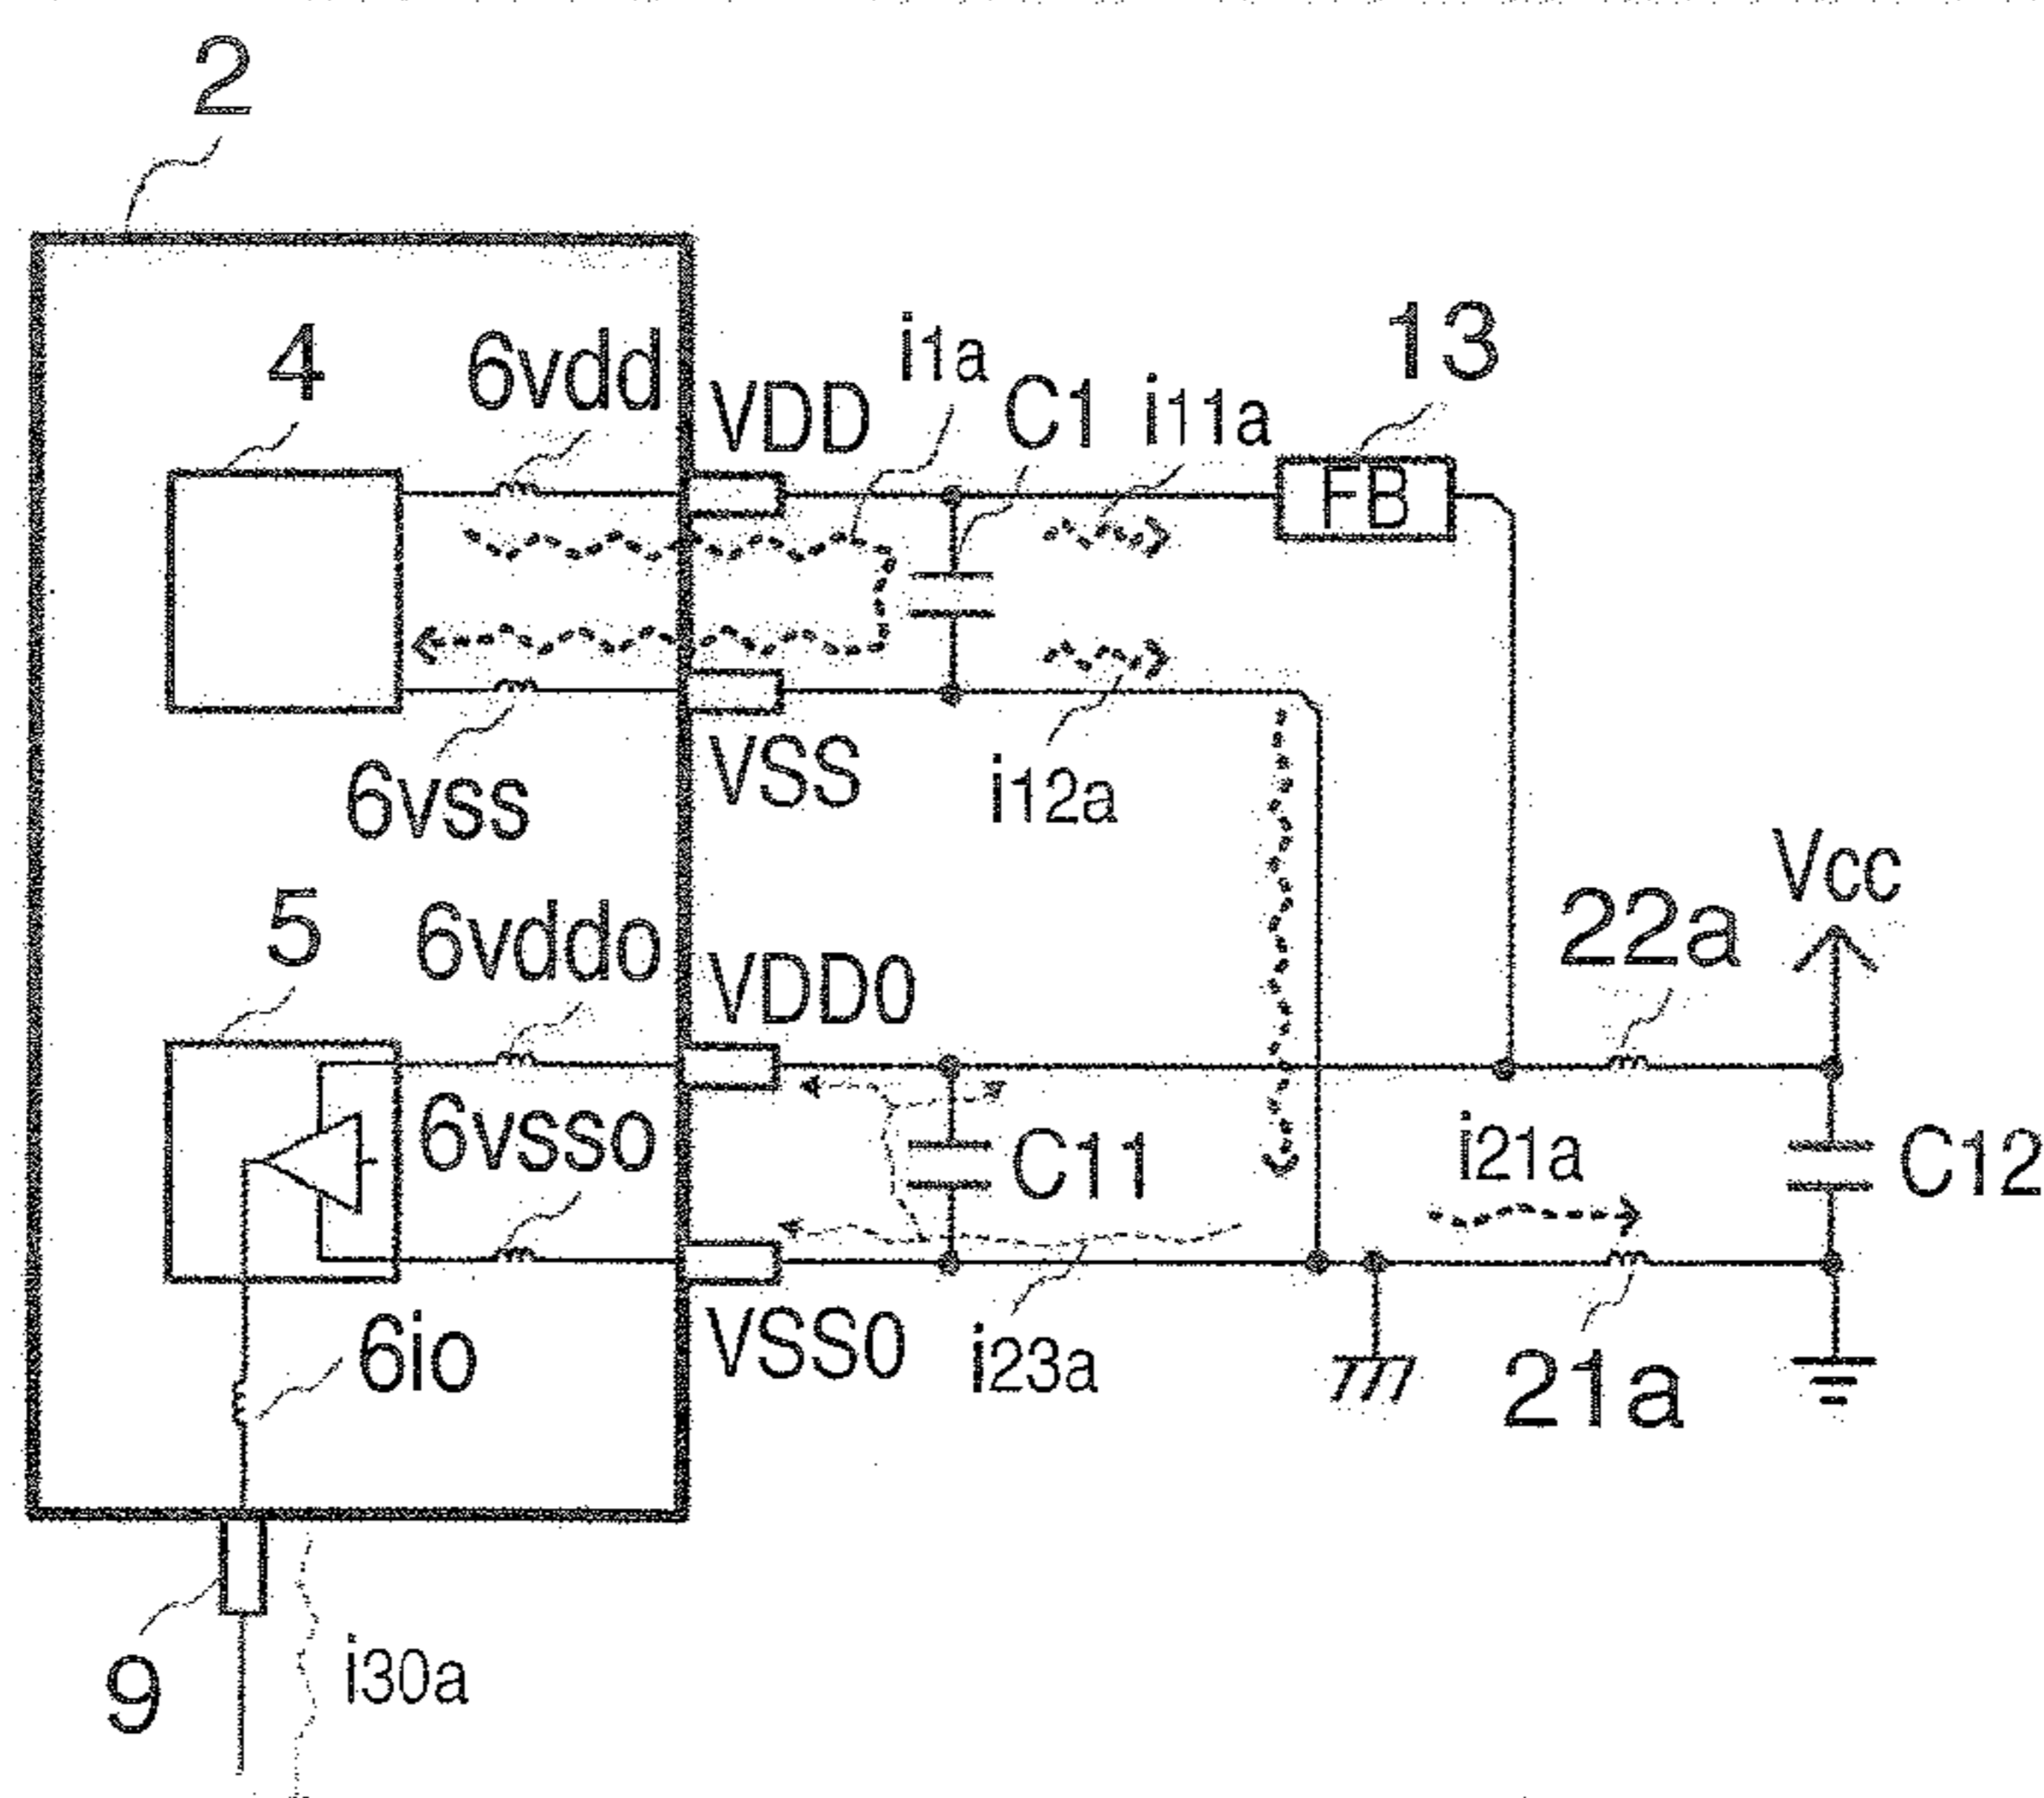 2
4
6vdd
VDD
i1a
C1
i11a
13
FB
6vss
VSS
i12a
5
6vddo
VDD0
22a
Vcc
6vsso
C11
i21a
C12
6io
VSS0
i23a
21a
9
i30a